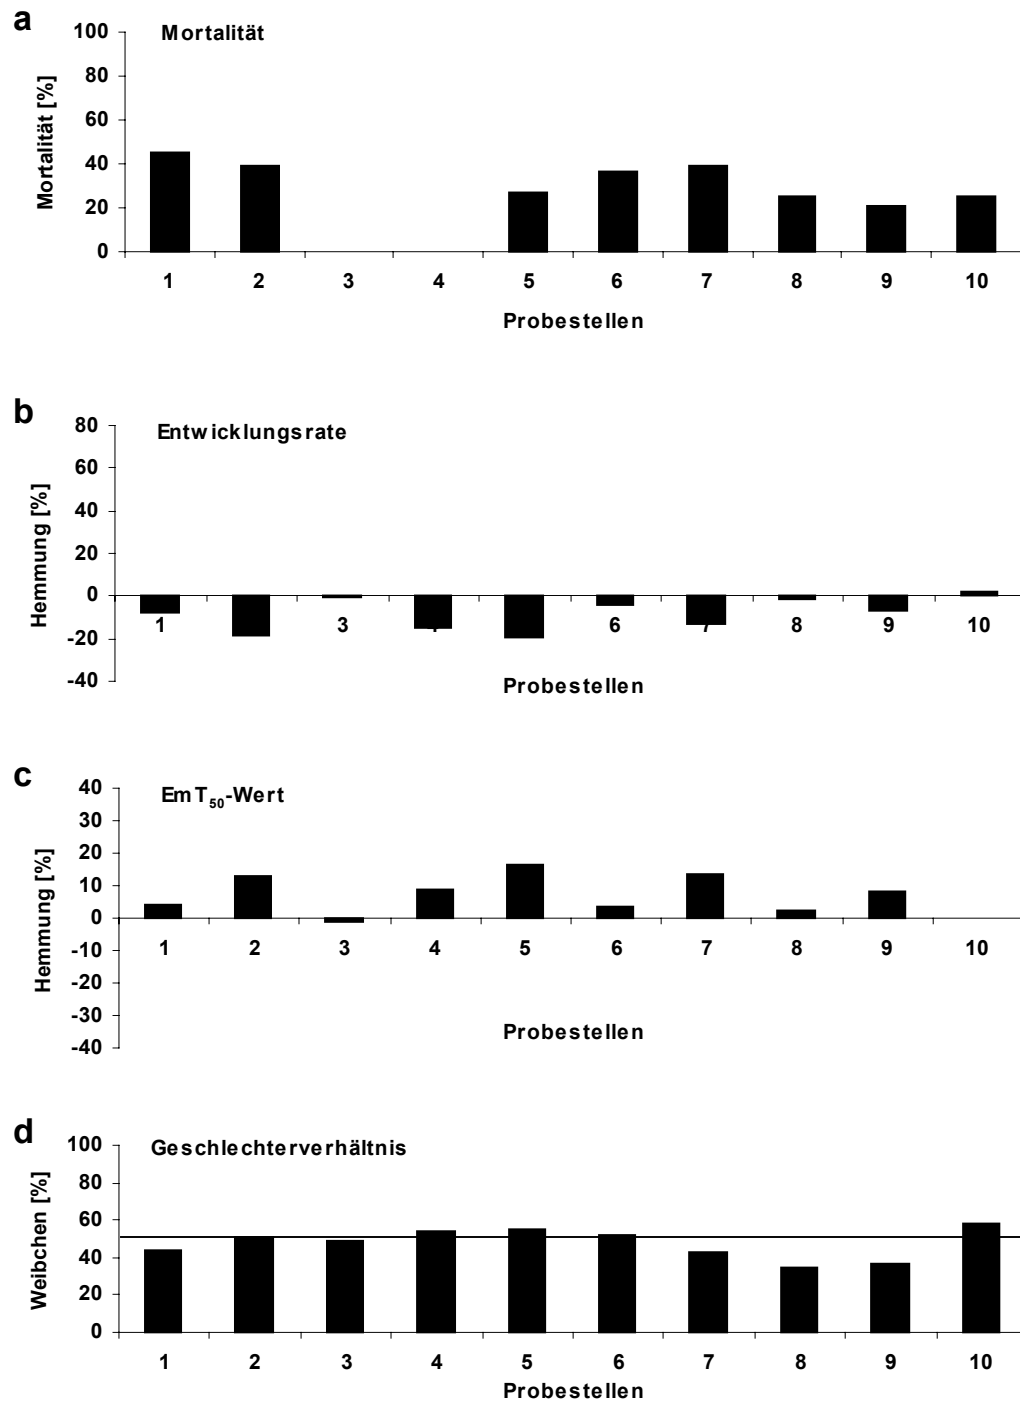 a
Mortalität
100
80
60
40
20
0
Mortalität [%]
1 2 3 4 5 6 7 8 9 10
Probestellen
b
Entwicklungsrate
80
60
40
20
0
-20
-40
Hemmung [%]
1 3 6 7 8 9 10
Probestellen
c
EmT50-Wert
40
30
20
10
0
-10
-20
-30
-40
Hemmung [%]
1 2 3 4 5 6 7 8 9 10
Probestellen
d
Geschlechterverhältnis
100
80
60
40
20
0
Weibchen [%]
1 2 3 4 5 6 7 8 9 10
Probestellen